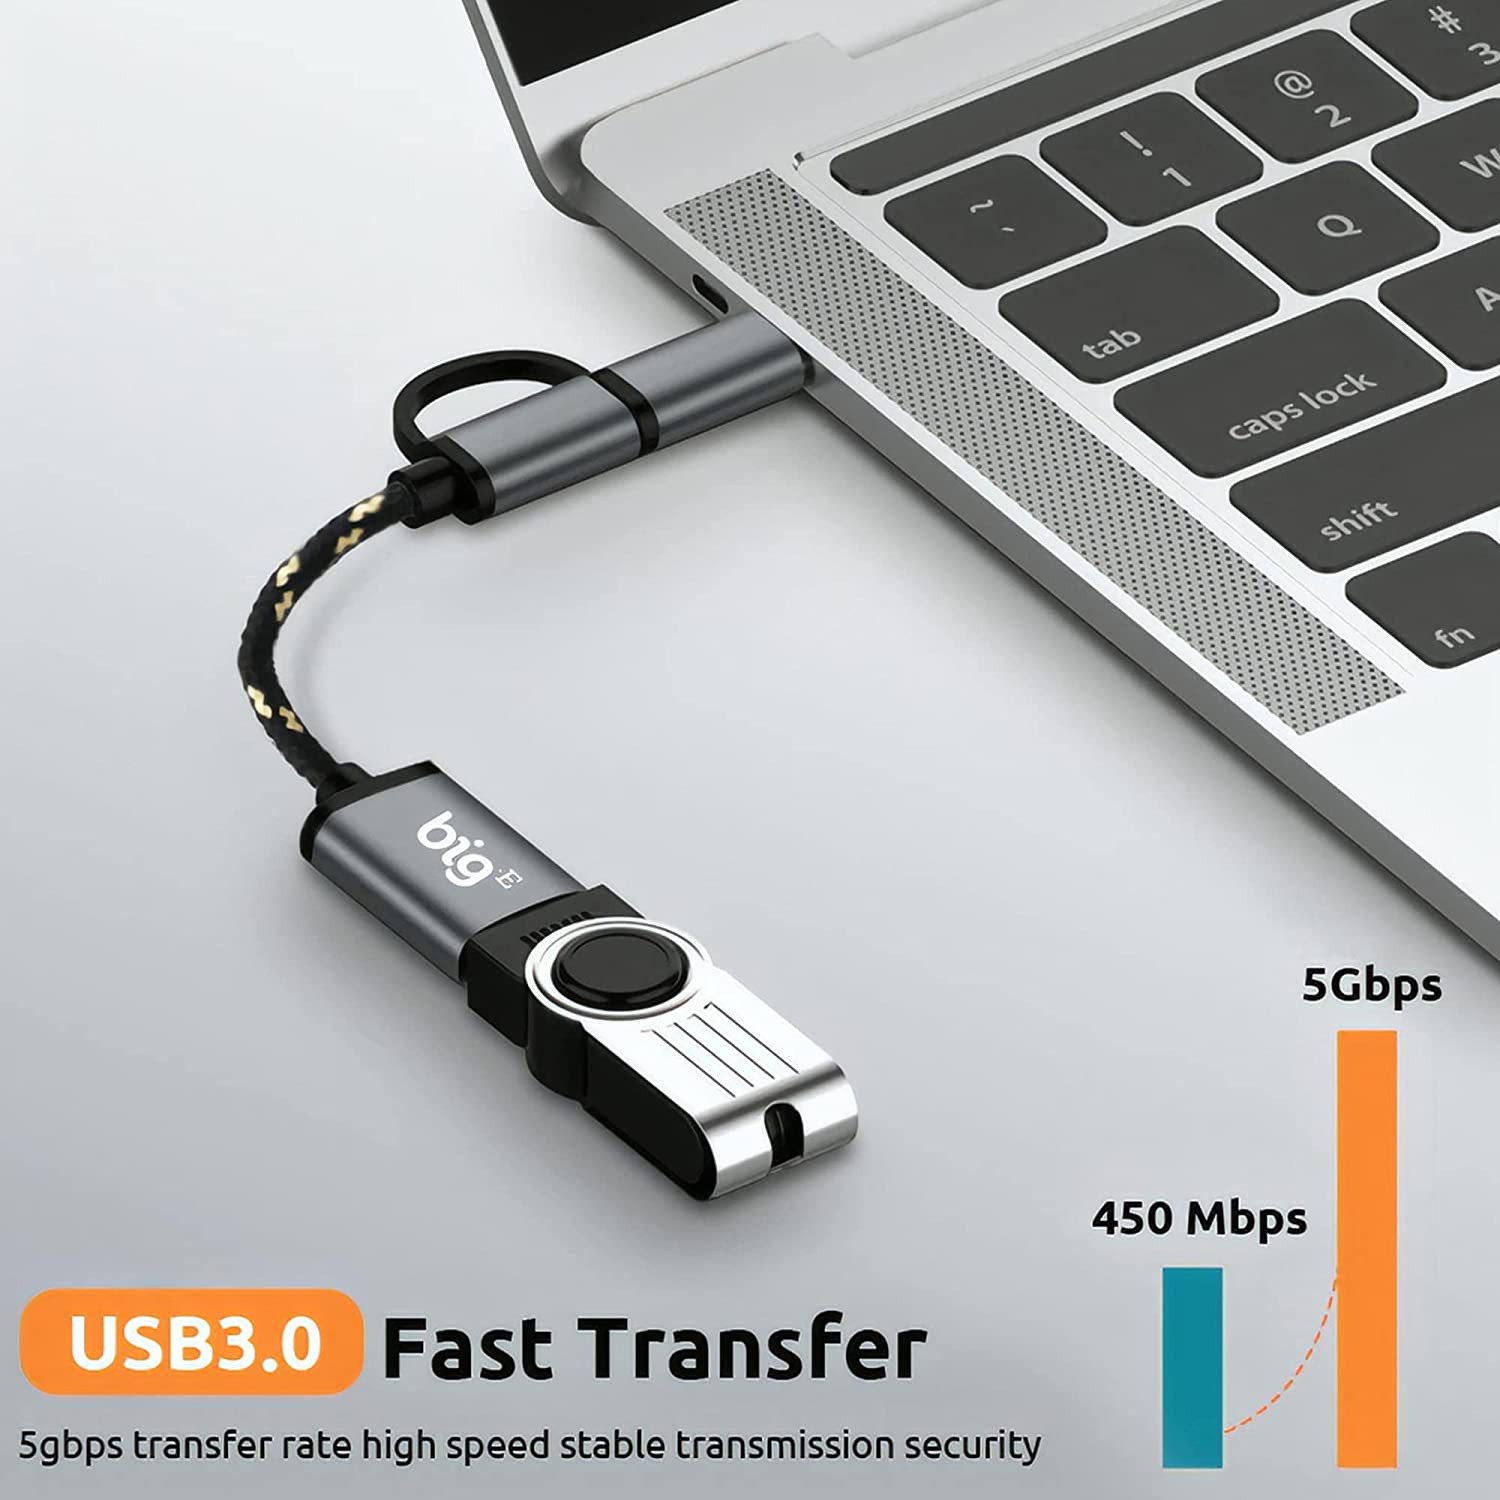 # 3
@ 2
! 1
~ `
W
Q
tab
A
caps lock
shift
fn
big·E
5Gbps
450 Mbps
USB3.0 Fast Transfer
5gbps transfer rate high speed stable transmission security